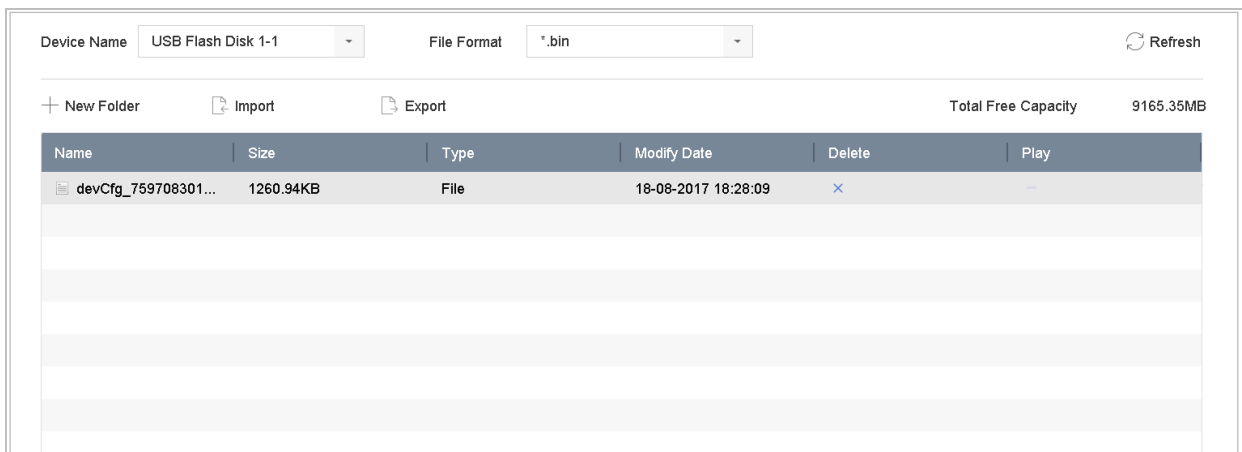 Device Name USB Flash Disk 1-1 File Format *.bin Refresh
New Folder Import Export Total Free Capacity 9165.35MB
Name Size Type Modify Date Delete Play
devCfg_759708301... 1260.94KB File 18-08-2017 18:28:09